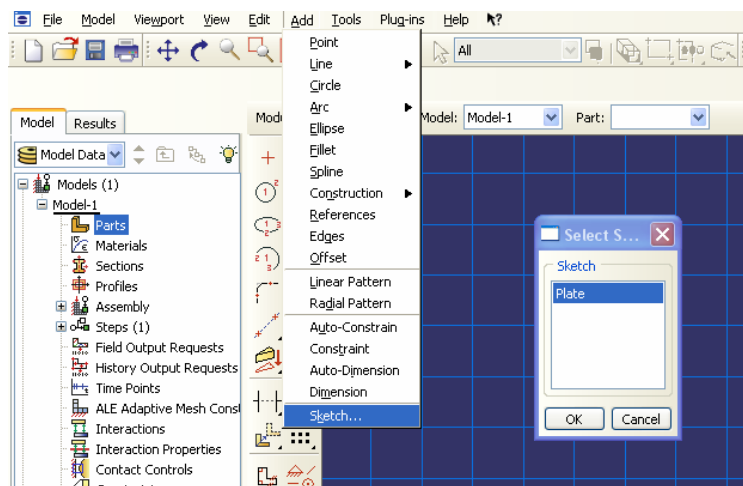 File Model Viewport View Edit Add Tools Plug-ins Help
All
Model Results
Model: Model-1 Part:
Model Data
Models (1)
Model-1
Parts
Materials
Sections
Profiles
Assembly
Steps (1)
Field Output Requests
History Output Requests
Time Points
ALE Adaptive Mesh Const
Interactions
Interaction Properties
Contact Controls
Point
Line
Circle
Arc
Ellipse
Fillet
Spline
Construction
References
Edges
Offset
Linear Pattern
Radial Pattern
Auto-Constrain
Constraint
Auto-Dimension
Dimension
Sketch...
Select S...
Sketch
Plate
OK Cancel